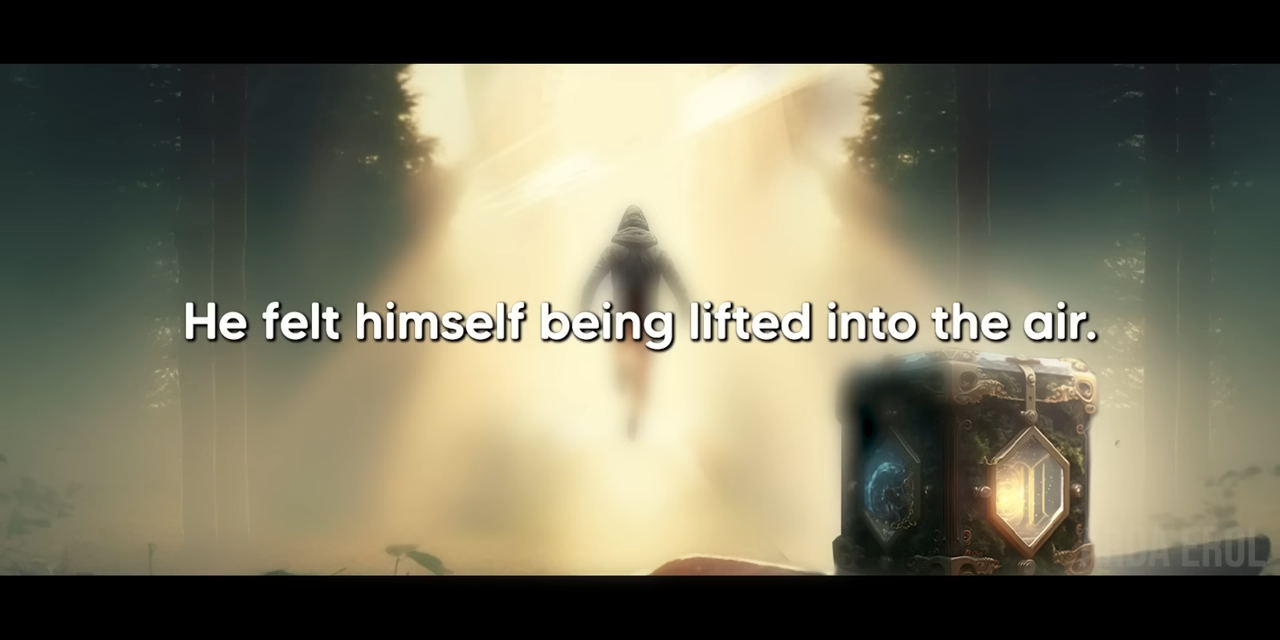 He felt himself being lifted into the air.